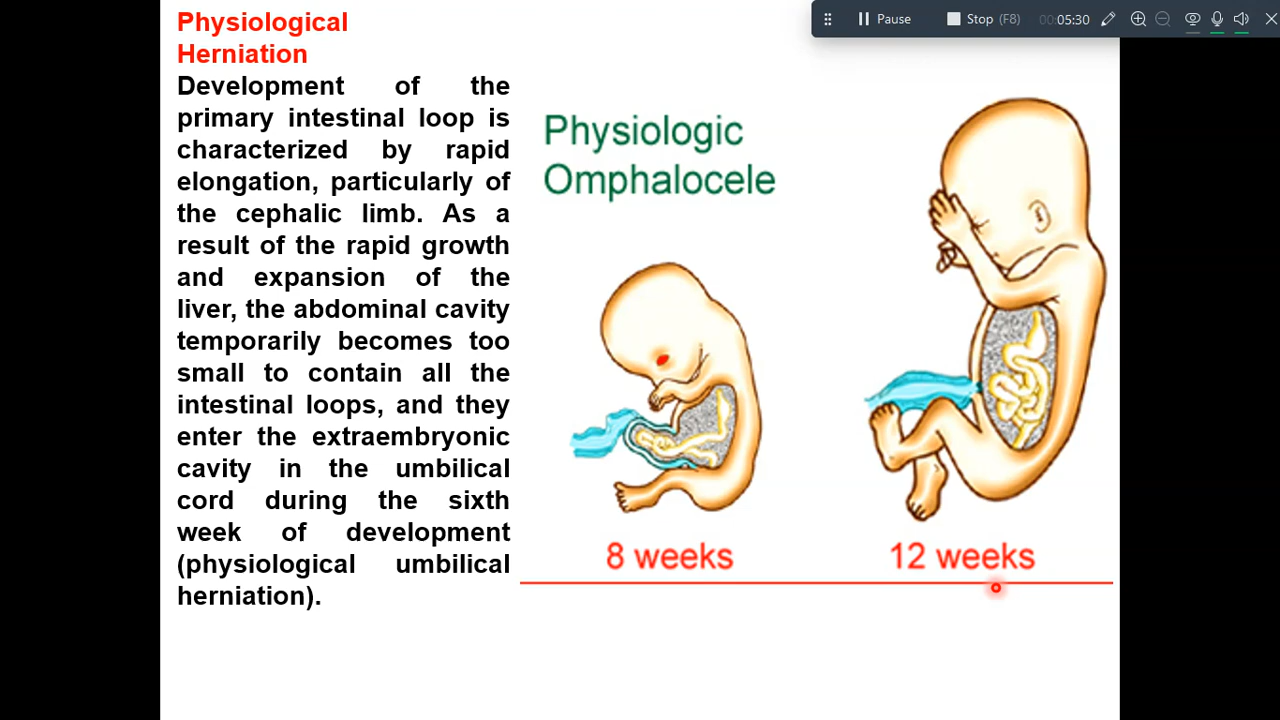 Pause
Stop (F8)
00:05:30
Physiological
Herniation
Development of the
primary intestinal loop is
characterized by rapid
elongation, particularly of
the cephalic limb. As a
result of the rapid growth
and expansion of the
liver, the abdominal cavity
temporarily becomes too
small to contain all the
intestinal loops, and they
enter the extraembryonic
cavity in the umbilical
cord during the sixth
week of development
(physiological umbilical
herniation).
Physiologic
Omphalocele
8 weeks
12 weeks